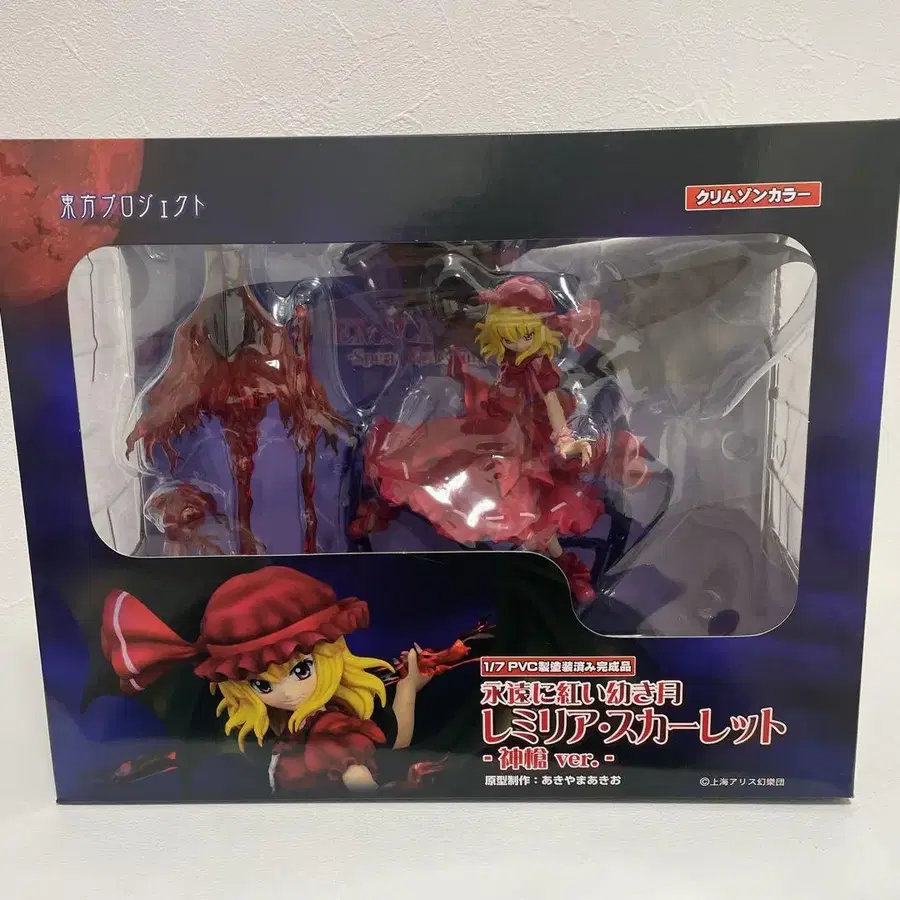 東方プロジェクト
クリムゾンカラー
1/7 PVC製塗装済み完成品
永遠に紅い幼き月
レミリア・スカーレット
- 神槍 ver. -
原型制作：あきやまあきお
©上海アリス幻樂団